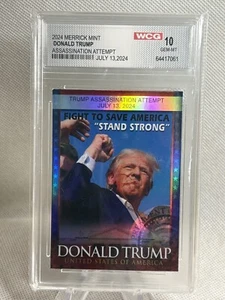 2024 MERRICK MINT
DONALD TRUMP
ASSASSINATION ATTEMPT
JULY 13,2024
WCG
10
GEM-MT
64417061
TRUMP ASSASSINATION ATTEMPT
JULY 13, 2024
FIGHT TO SAVE AMERICA
"STAND STRONG"
DONALD TRUMP
UNITED STATES OF AMERICA